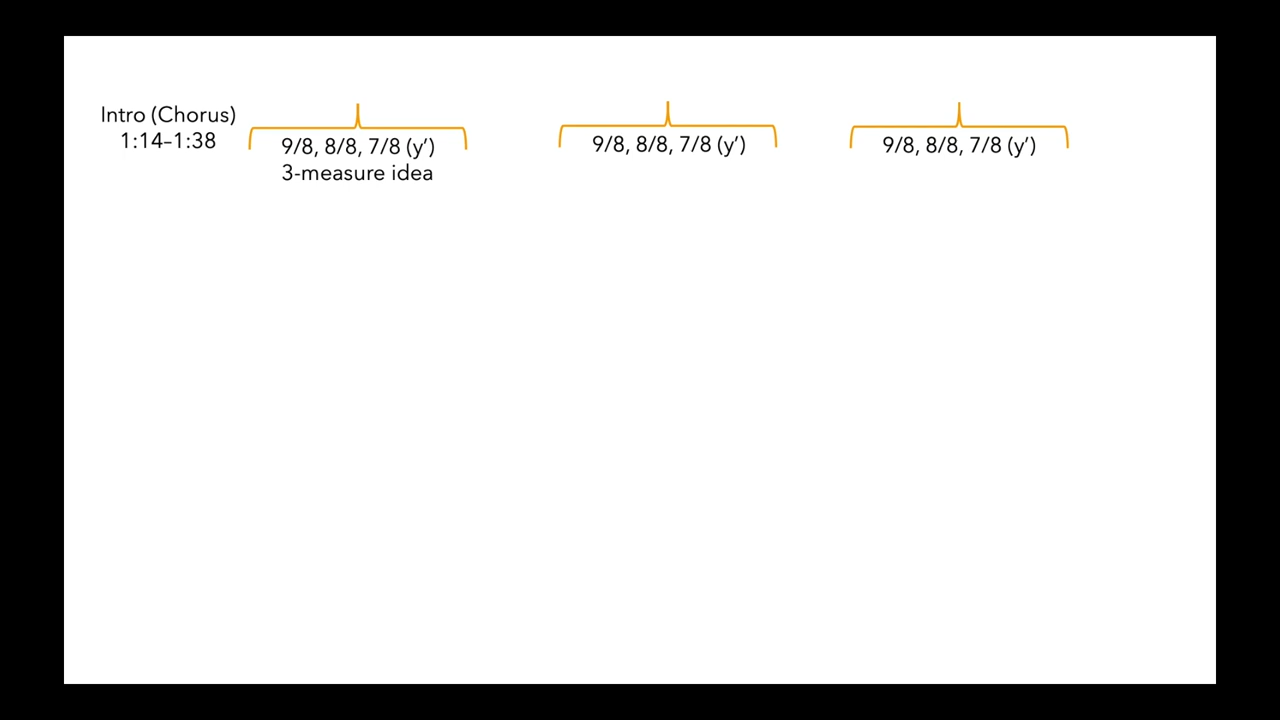 Intro (Chorus)
1:14–1:38
9/8, 8/8, 7/8 (y’)
3-measure idea
9/8, 8/8, 7/8 (y’)
9/8, 8/8, 7/8 (y’)